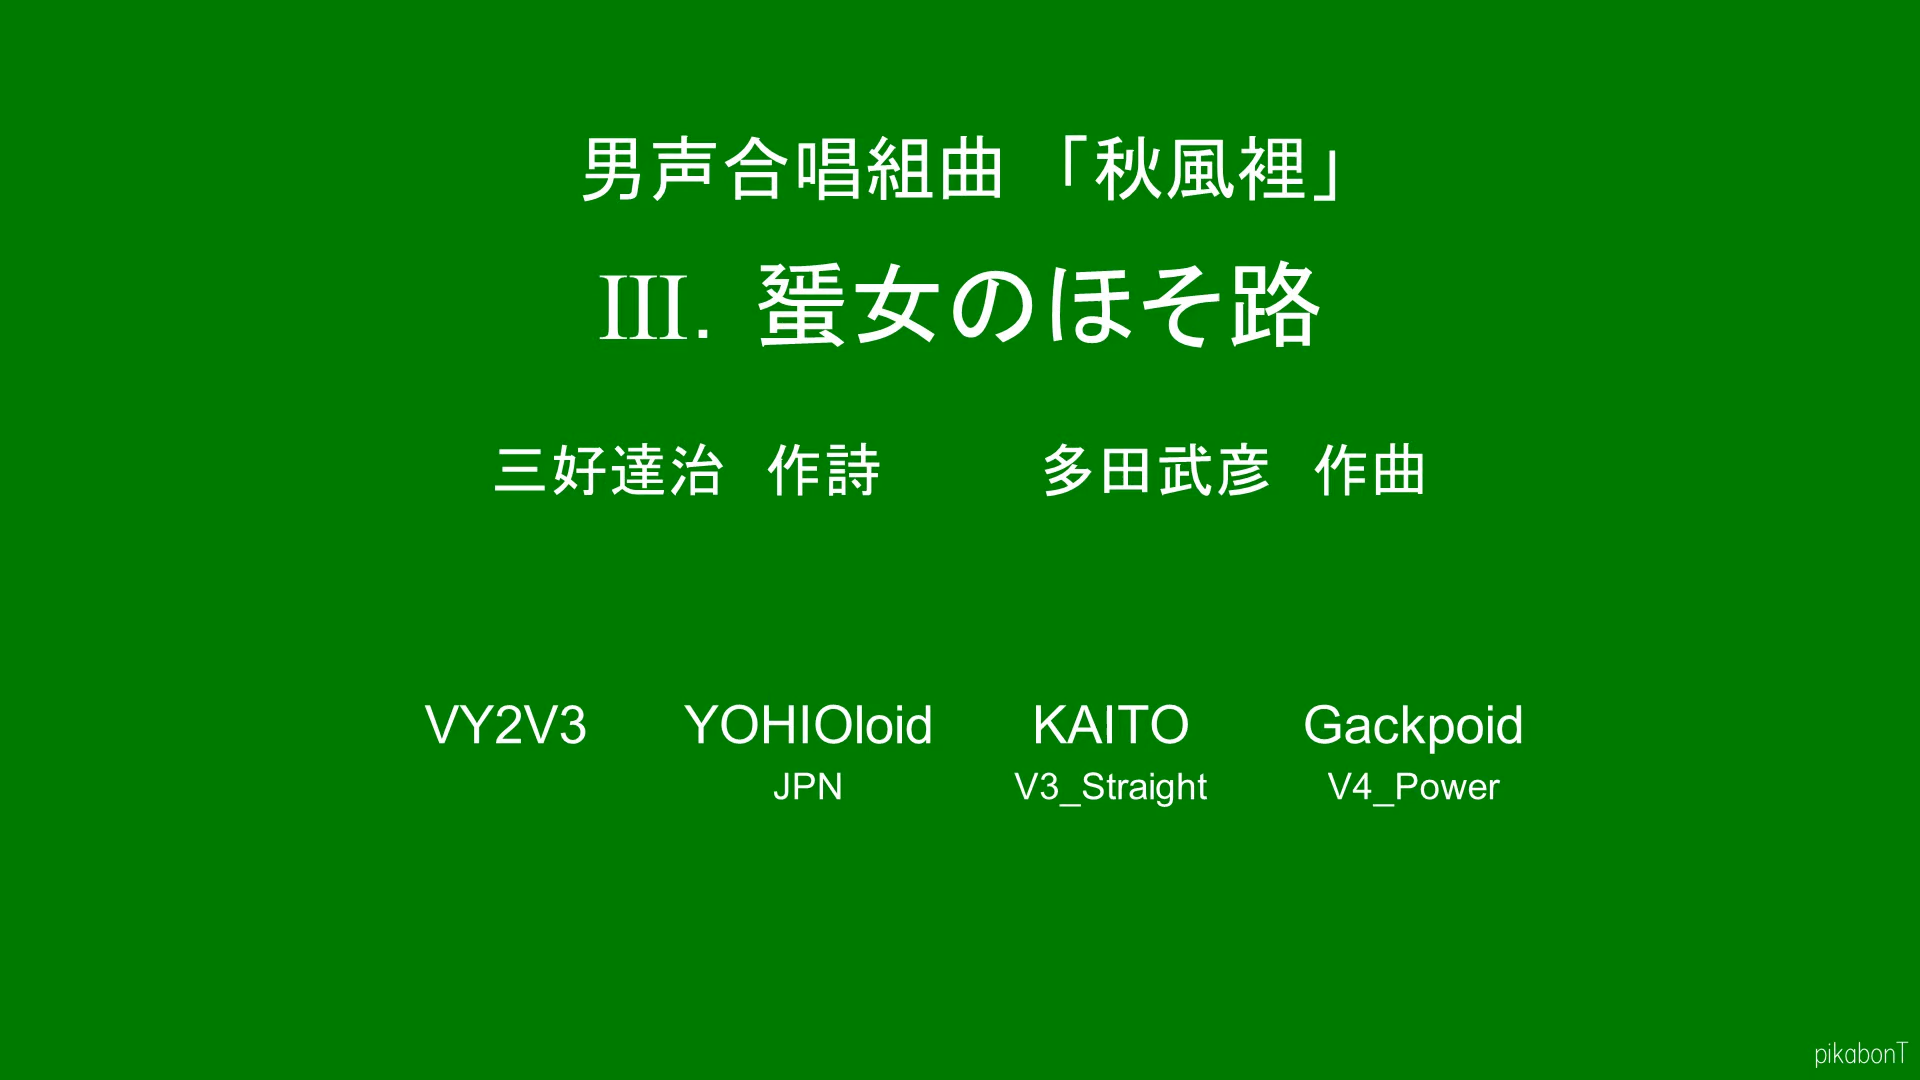 男声合唱組曲 「秋風裡」
Ⅲ. 蜑女のほそ路
三好達治　作詩　　多田武彦　作曲
VY2V3 YOHIOloid KAITO Gackpoid
JPN V3_Straight V4_Power
pikabonT